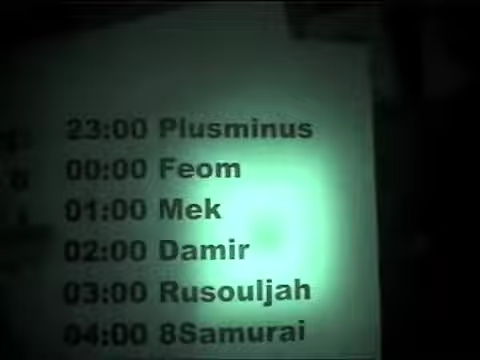 23:00 Plusminus
00:00 Feom
01:00 Mek
02:00 Damir
03:00 Rusouljah
04:00 8Samurai